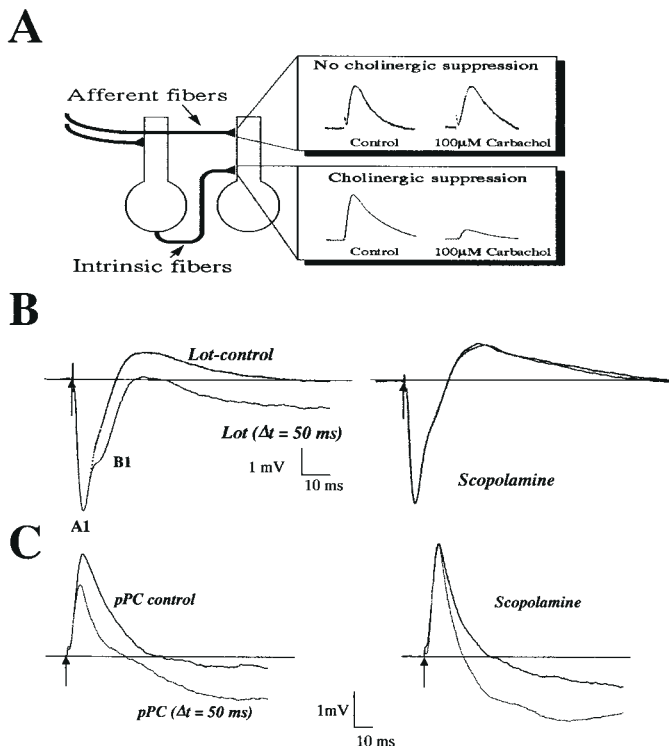 A
No cholinergic suppression
Afferent fibers
Control 100µM Carbachol
Cholinergic suppression
Control 100µM Carbachol
Intrinsic fibers
B
Lot-control
Lot (Δt = 50 ms)
B1
1 mV
10 ms
Scopolamine
A1
C
pPC control
Scopolamine
pPC (Δt = 50 ms)
1mV
10 ms